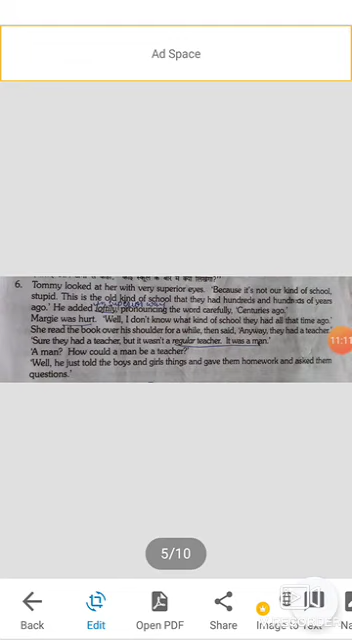 Ad Space
6. Tommy looked at her with very superior eyes. 'Because it's not our kind of school,
stupid. This is the old kind of school that they had hundreds and hundreds of years
ago.' He added loftily, pronouncing the word carefully, 'Centuries ago.'
Margie was hurt. 'Well, I don't know what kind of school they had all that time ago.'
She read the book over his shoulder for a while, then said, 'Anyway, they had a teacher.'
'Sure they had a teacher, but it wasn't a regular teacher. It was a man.'
'A man? How could a man be a teacher?'
'Well, he just told the boys and girls things and gave them homework and asked them
questions.'
11:11
5/10
Back Edit Open PDF Share Image to Text Na